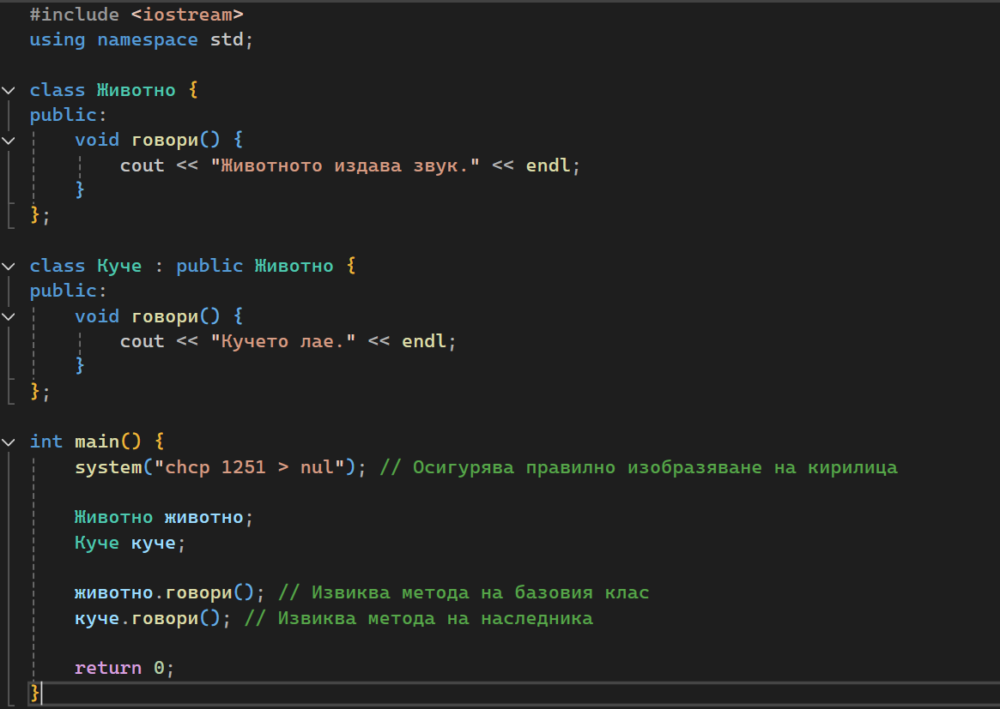 #include <iostream>
using namespace std;
class Животно {
public:
void говори() {
cout << "Животното издава звук." << endl;
}
};
class Куче : public Животно {
public:
void говори() {
cout << "Кучето лае." << endl;
}
};
int main() {
system("chcp 1251 > nul"); // Осигурява правилно изобразяване на кирилица
Животно животно;
Куче куче;
животно.говори(); // Извиква метода на базовия клас
куче.говори(); // Извиква метода на наследника
return 0;
}